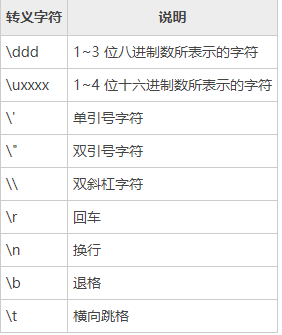 转义字符 说明
\ddd 1~3 位八进制数所表示的字符
\uxxxx 1~4 位十六进制数所表示的字符
\' 单引号字符
\" 双引号字符
\\ 双斜杠字符
\r 回车
\n 换行
\b 退格
\t 横向跳格